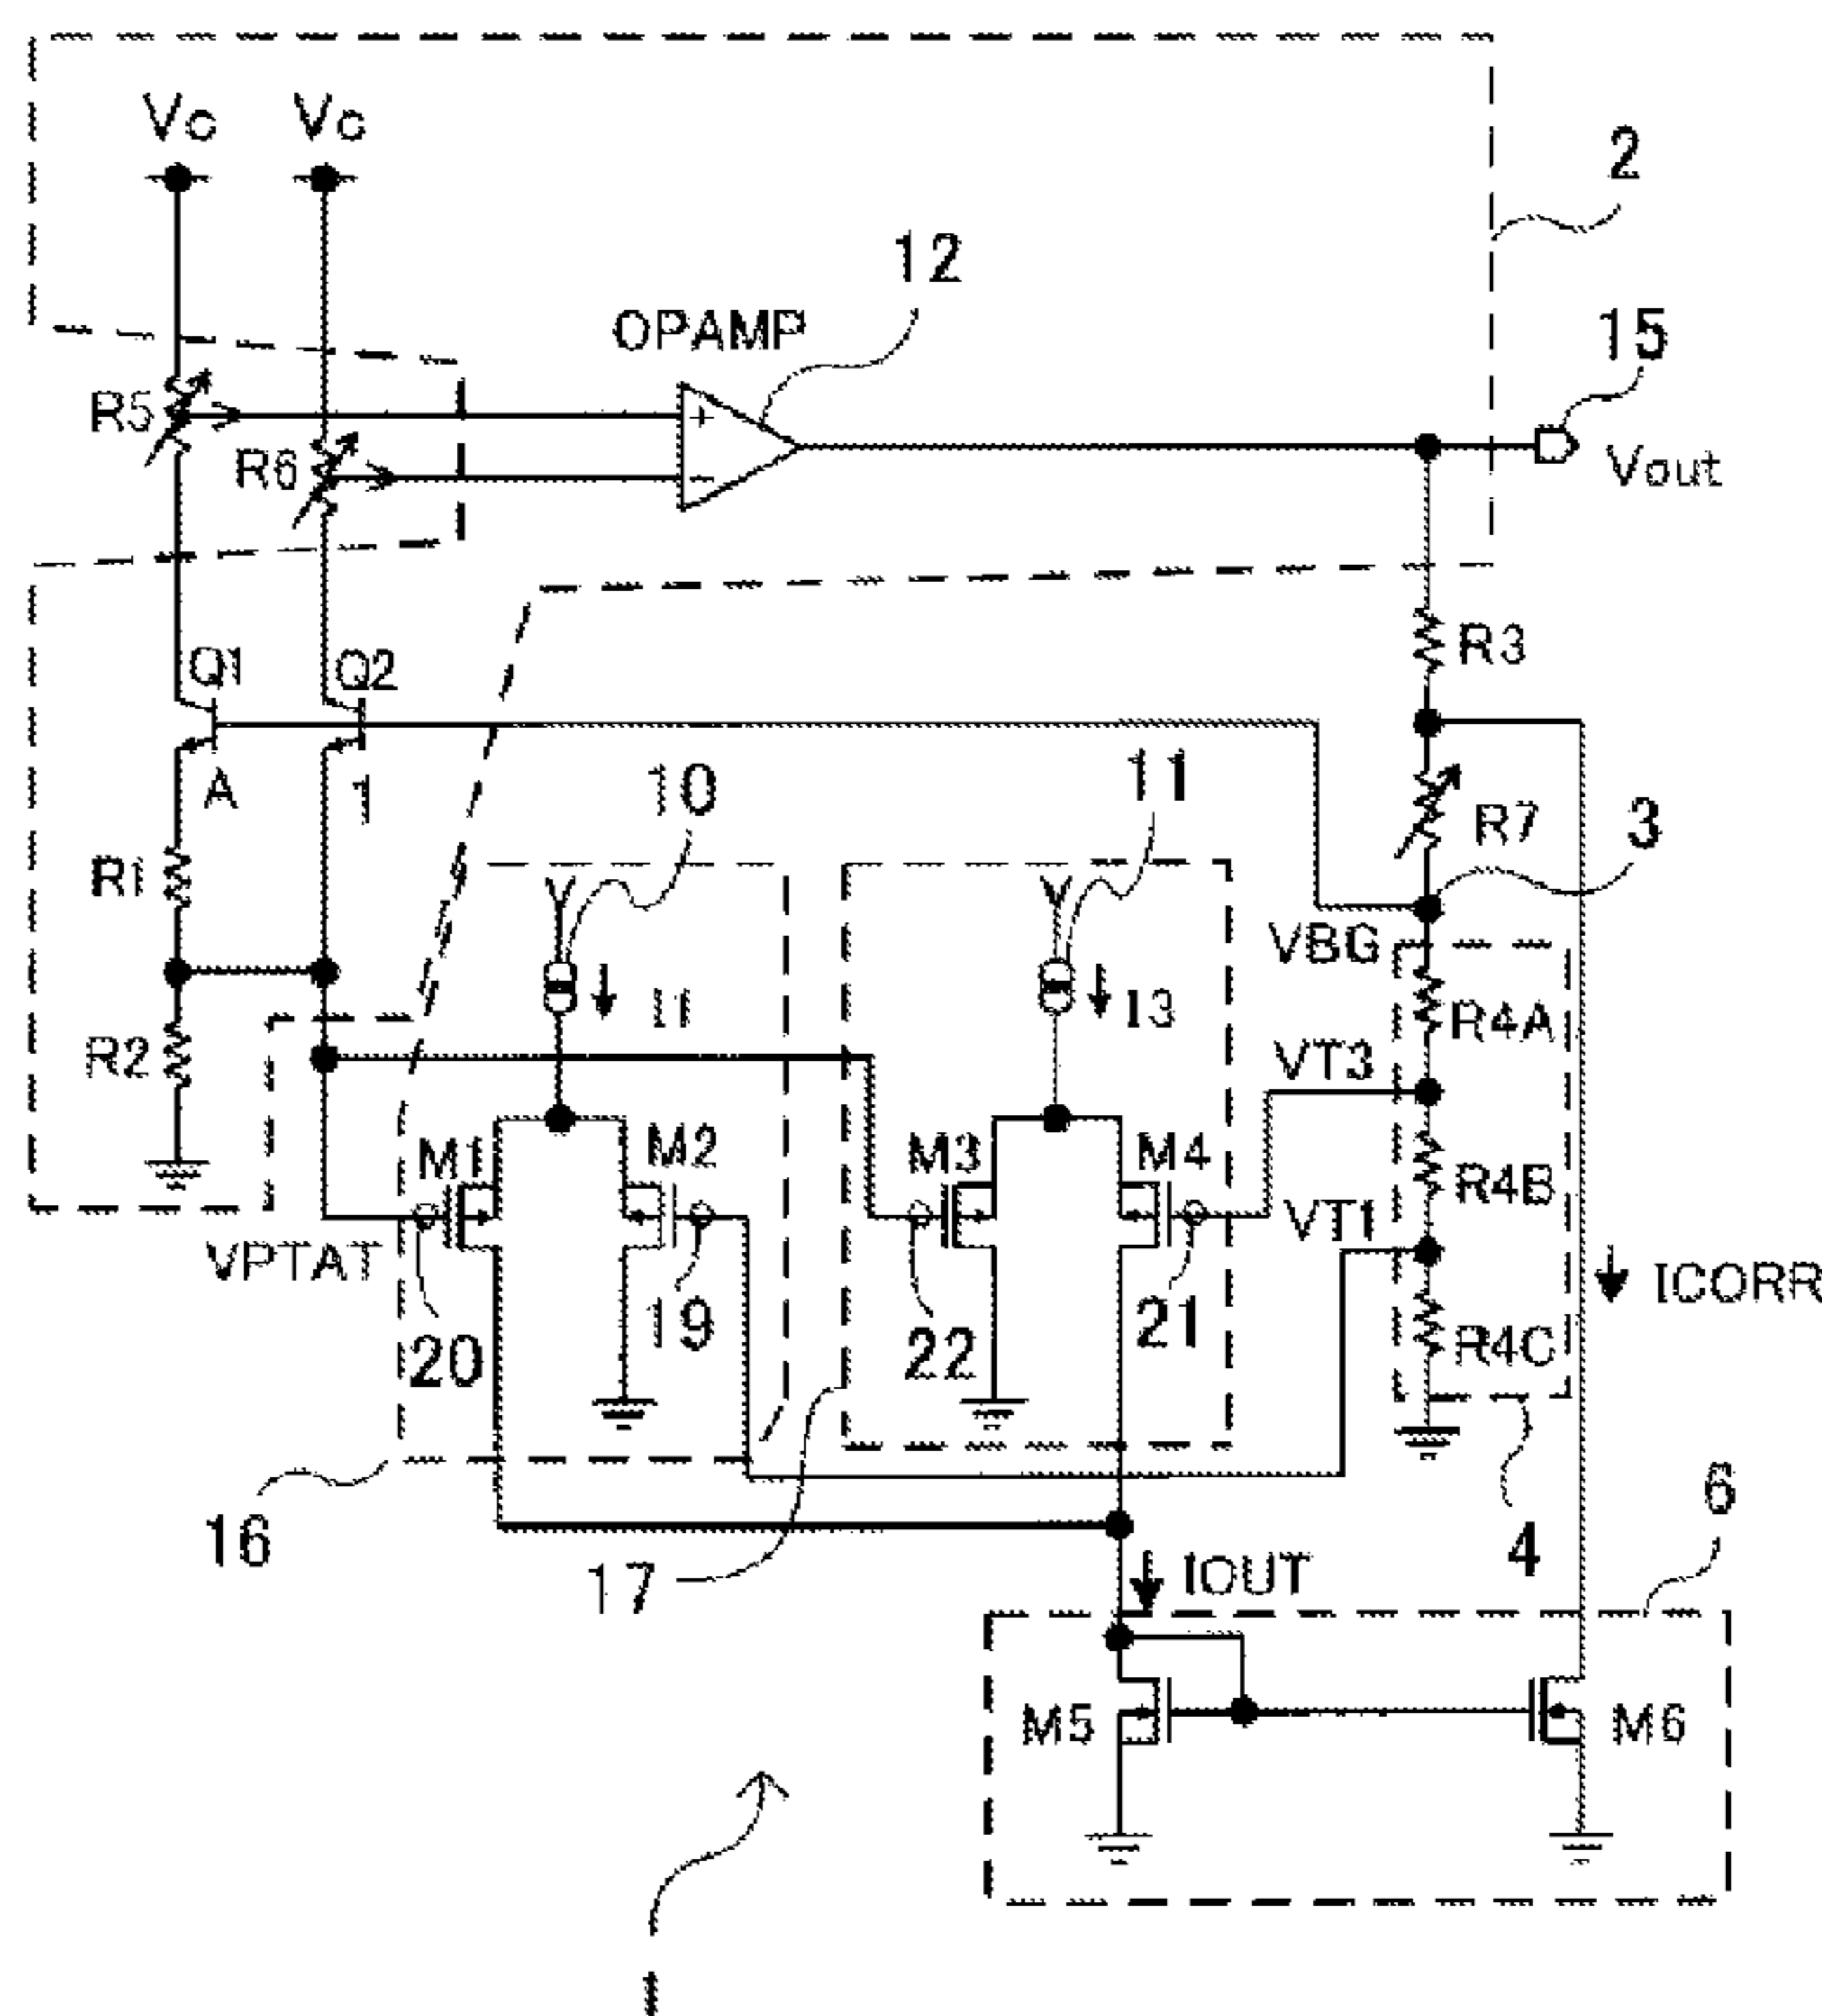 Vc Vc
2
12
15
OPAMP
R5
+
R6
−
Vout
R3
Q1 Q2
A 1
10
11
R7
3
R1
VBG
I1
I3
R4A
R2
VT3
M1 M2
M3 M4
R4B
VT1
VPTAT
ICORR
20
19
22
21
R4C
16
17
4
6
IOUT
M5
M6